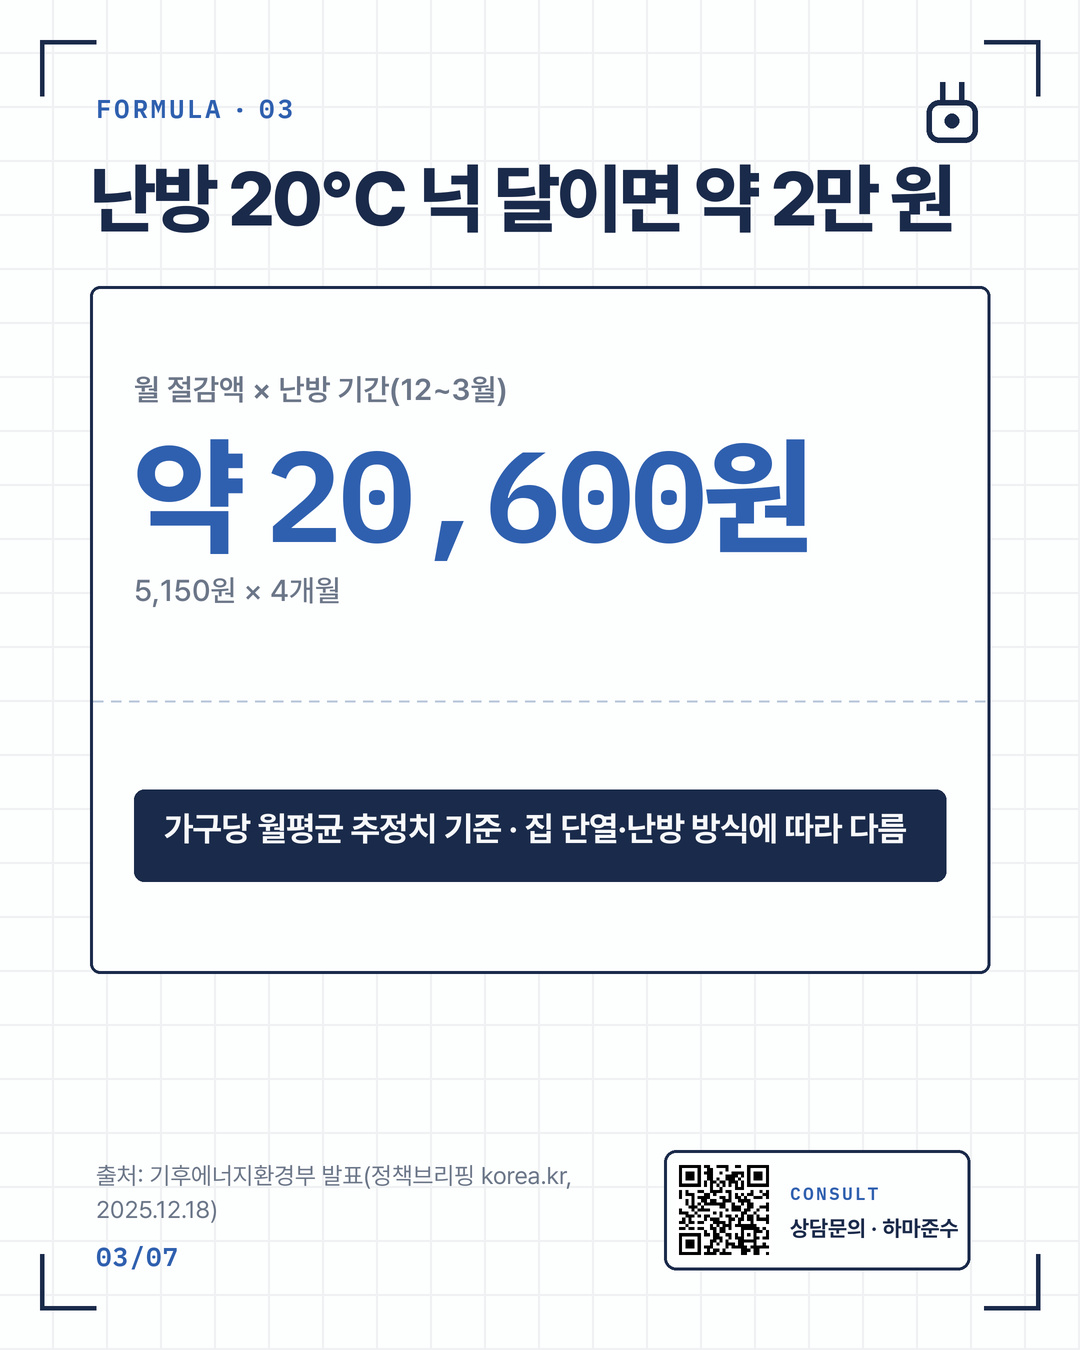 FORMULA · 03
난방 20°C 넉 달이면 약 2만 원
월 절감액 × 난방 기간(12~3월)
약 20,600원
5,150원 × 4개월
가구당 월평균 추정치 기준 · 집 단열·난방 방식에 따라 다름
출처: 기후에너지환경부 발표(정책브리핑 korea.kr,
2025.12.18)
03/07
CONSULT
상담문의 · 하마준수